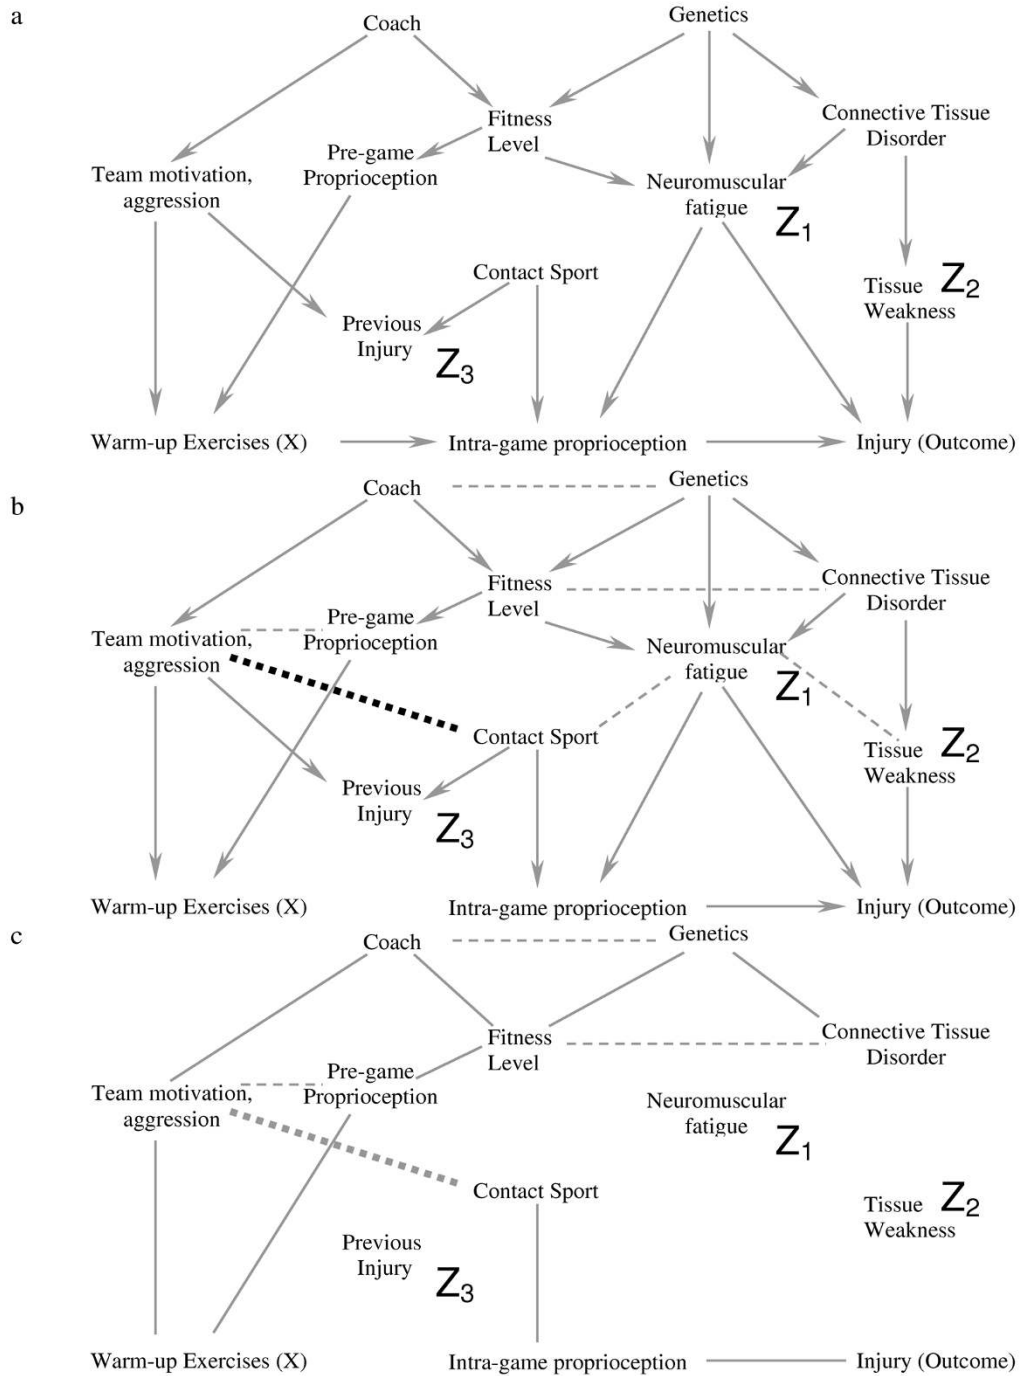 a
Coach
Genetics
Fitness
Level
Connective Tissue
Disorder
Team motivation,
aggression
Pre-game
Proprioception
Neuromuscular
fatigue
Z1
Contact Sport
Tissue
Weakness
Z2
Previous
Injury
Z3
Warm-up Exercises (X)
Intra-game proprioception
Injury (Outcome)
b
Coach
Genetics
Fitness
Level
Connective Tissue
Disorder
Team motivation,
aggression
Pre-game
Proprioception
Neuromuscular
fatigue
Z1
Contact Sport
Tissue
Weakness
Z2
Previous
Injury
Z3
Warm-up Exercises (X)
Intra-game proprioception
Injury (Outcome)
c
Coach
Genetics
Fitness
Level
Connective Tissue
Disorder
Team motivation,
aggression
Pre-game
Proprioception
Neuromuscular
fatigue
Z1
Contact Sport
Tissue
Weakness
Z2
Previous
Injury
Z3
Warm-up Exercises (X)
Intra-game proprioception
Injury (Outcome)